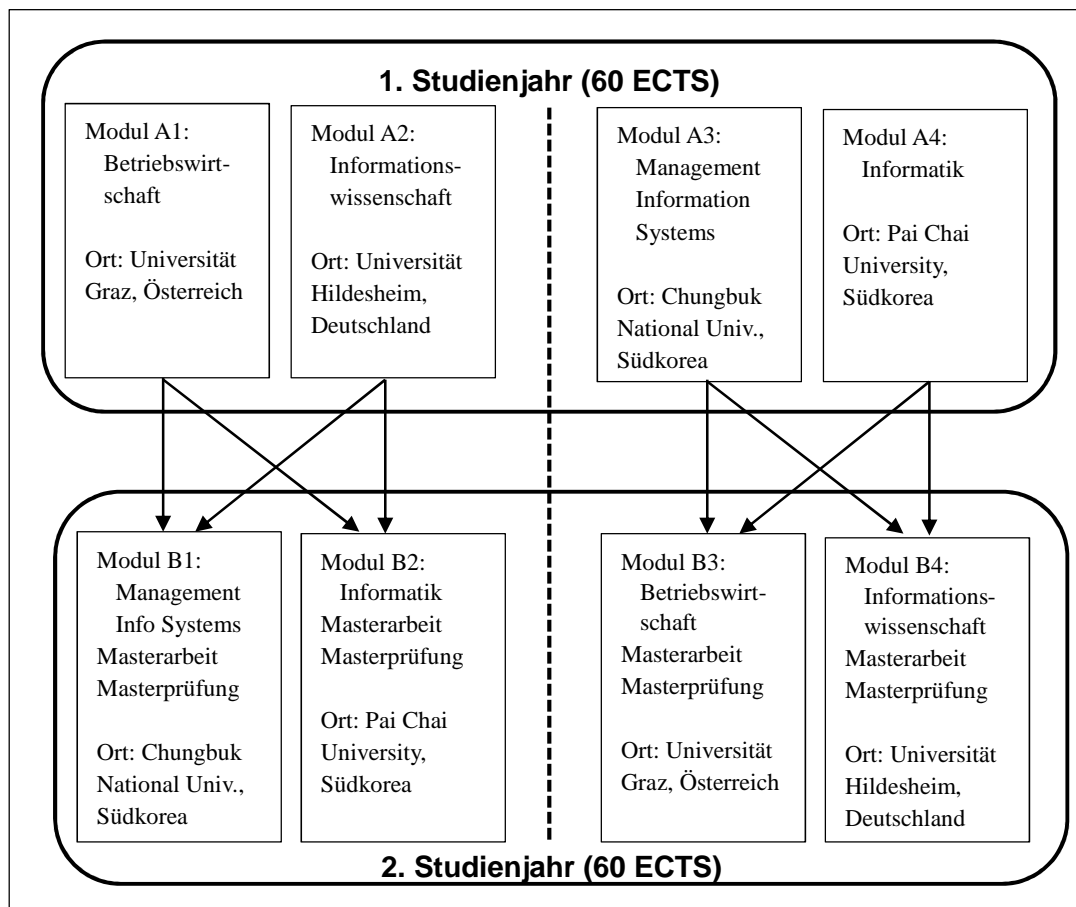 1. Studienjahr (60 ECTS)
Modul A1:
Betriebswirt-
schaft
Ort: Universität
Graz, Österreich
Modul A2:
Informations-
wissenschaft
Ort: Universität
Hildesheim,
Deutschland
Modul A3:
Management
Information
Systems
Ort: Chungbuk
National Univ.,
Südkorea
Modul A4:
Informatik
Ort: Pai Chai
University,
Südkorea
Modul B1:
Management
Info Systems
Masterarbeit
Masterprüfung
Ort: Chungbuk
National Univ.,
Südkorea
Modul B2:
Informatik
Masterarbeit
Masterprüfung
Ort: Pai Chai
University,
Südkorea
Modul B3:
Betriebswirt-
schaft
Masterarbeit
Masterprüfung
Ort: Universität
Graz, Österreich
Modul B4:
Informations-
wissenschaft
Masterarbeit
Masterprüfung
Ort: Universität
Hildesheim,
Deutschland
2. Studienjahr (60 ECTS)